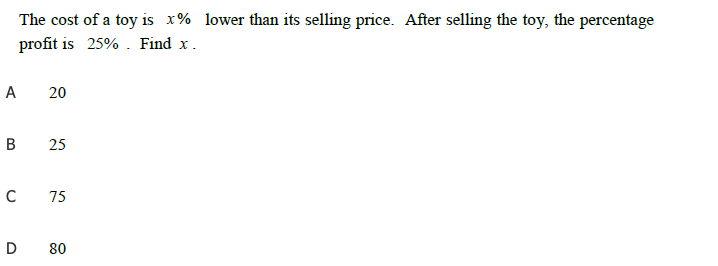 The cost of a toy is x% lower than its selling price. After selling the toy, the percentage
profit is 25% . Find x .
A 20
B 25
C 75
D 80